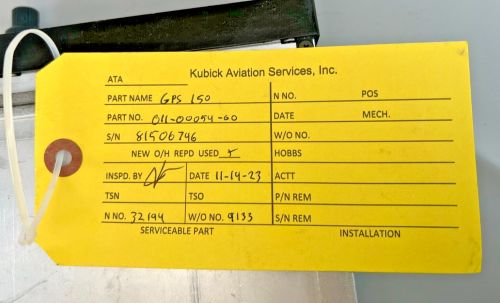 Kubick Aviation Services, Inc.
ATA
PART NAME GPS 150 N NO. POS
PART NO. 011-00054-60 DATE MECH.
S/N 81506746 W/O NO.
NEW O/H REPD USED x HOBBS
INSPD. BY DATE 11-14-23 ACTT
TSN TSO P/N REM
N NO. 32194 W/O NO. 9133 S/N REM
SERVICEABLE PART INSTALLATION